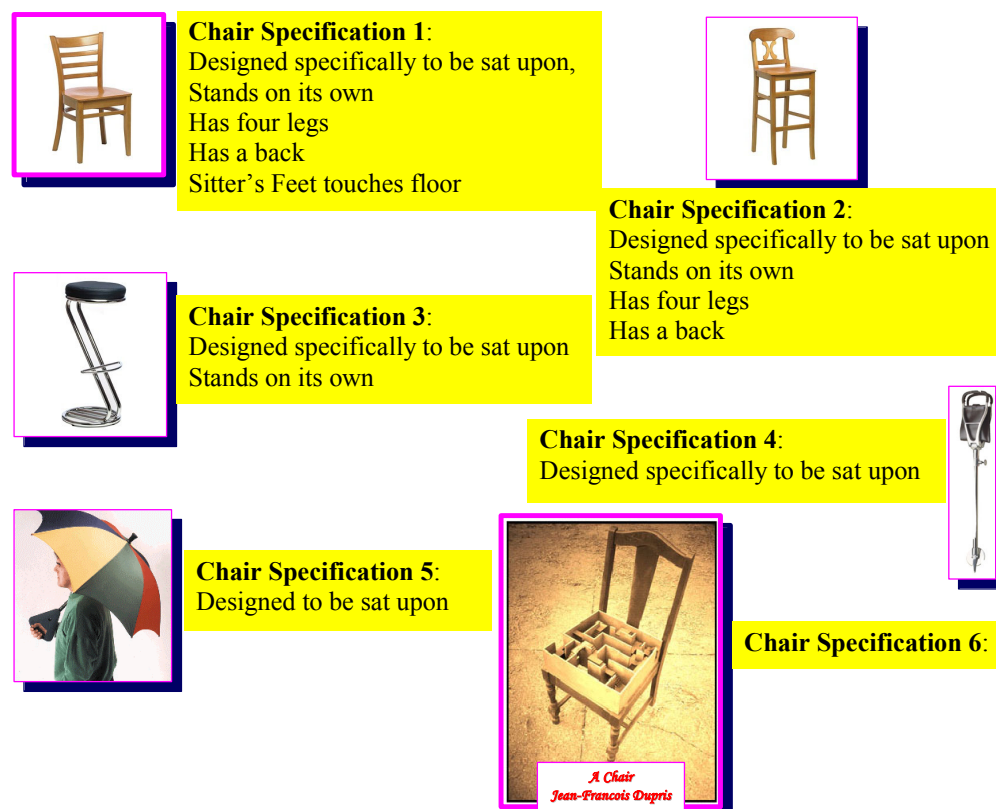 Chair Specification 1:
Designed specifically to be sat upon,
Stands on its own
Has four legs
Has a back
Sitter’s Feet touches floor
Chair Specification 2:
Designed specifically to be sat upon
Stands on its own
Has four legs
Has a back
Chair Specification 3:
Designed specifically to be sat upon
Stands on its own
Chair Specification 4:
Designed specifically to be sat upon
Chair Specification 5:
Designed to be sat upon
Chair Specification 6:
A Chair
Jean-Francois Dupris